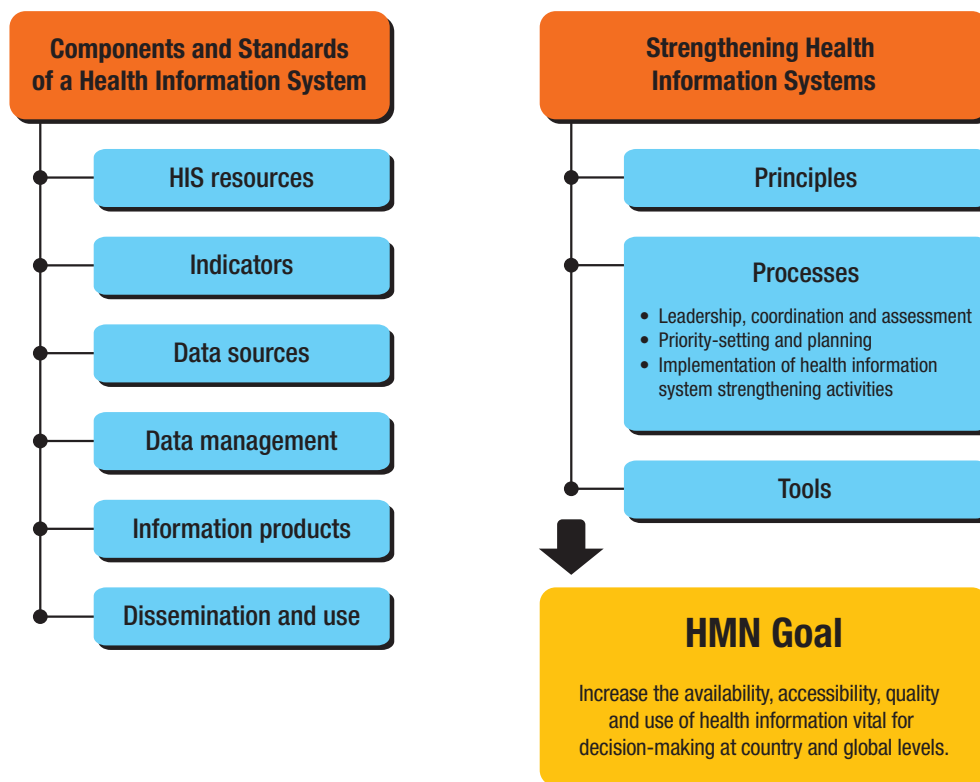 Components and Standards
of a Health Information System
HIS resources
Indicators
Data sources
Data management
Information products
Dissemination and use
Strengthening Health
Information Systems
Principles
Processes
• Leadership, coordination and assessment
• Priority-setting and planning
• Implementation of health information
system strengthening activities
Tools
HMN Goal
Increase the availability, accessibility, quality
and use of health information vital for
decision-making at country and global levels.